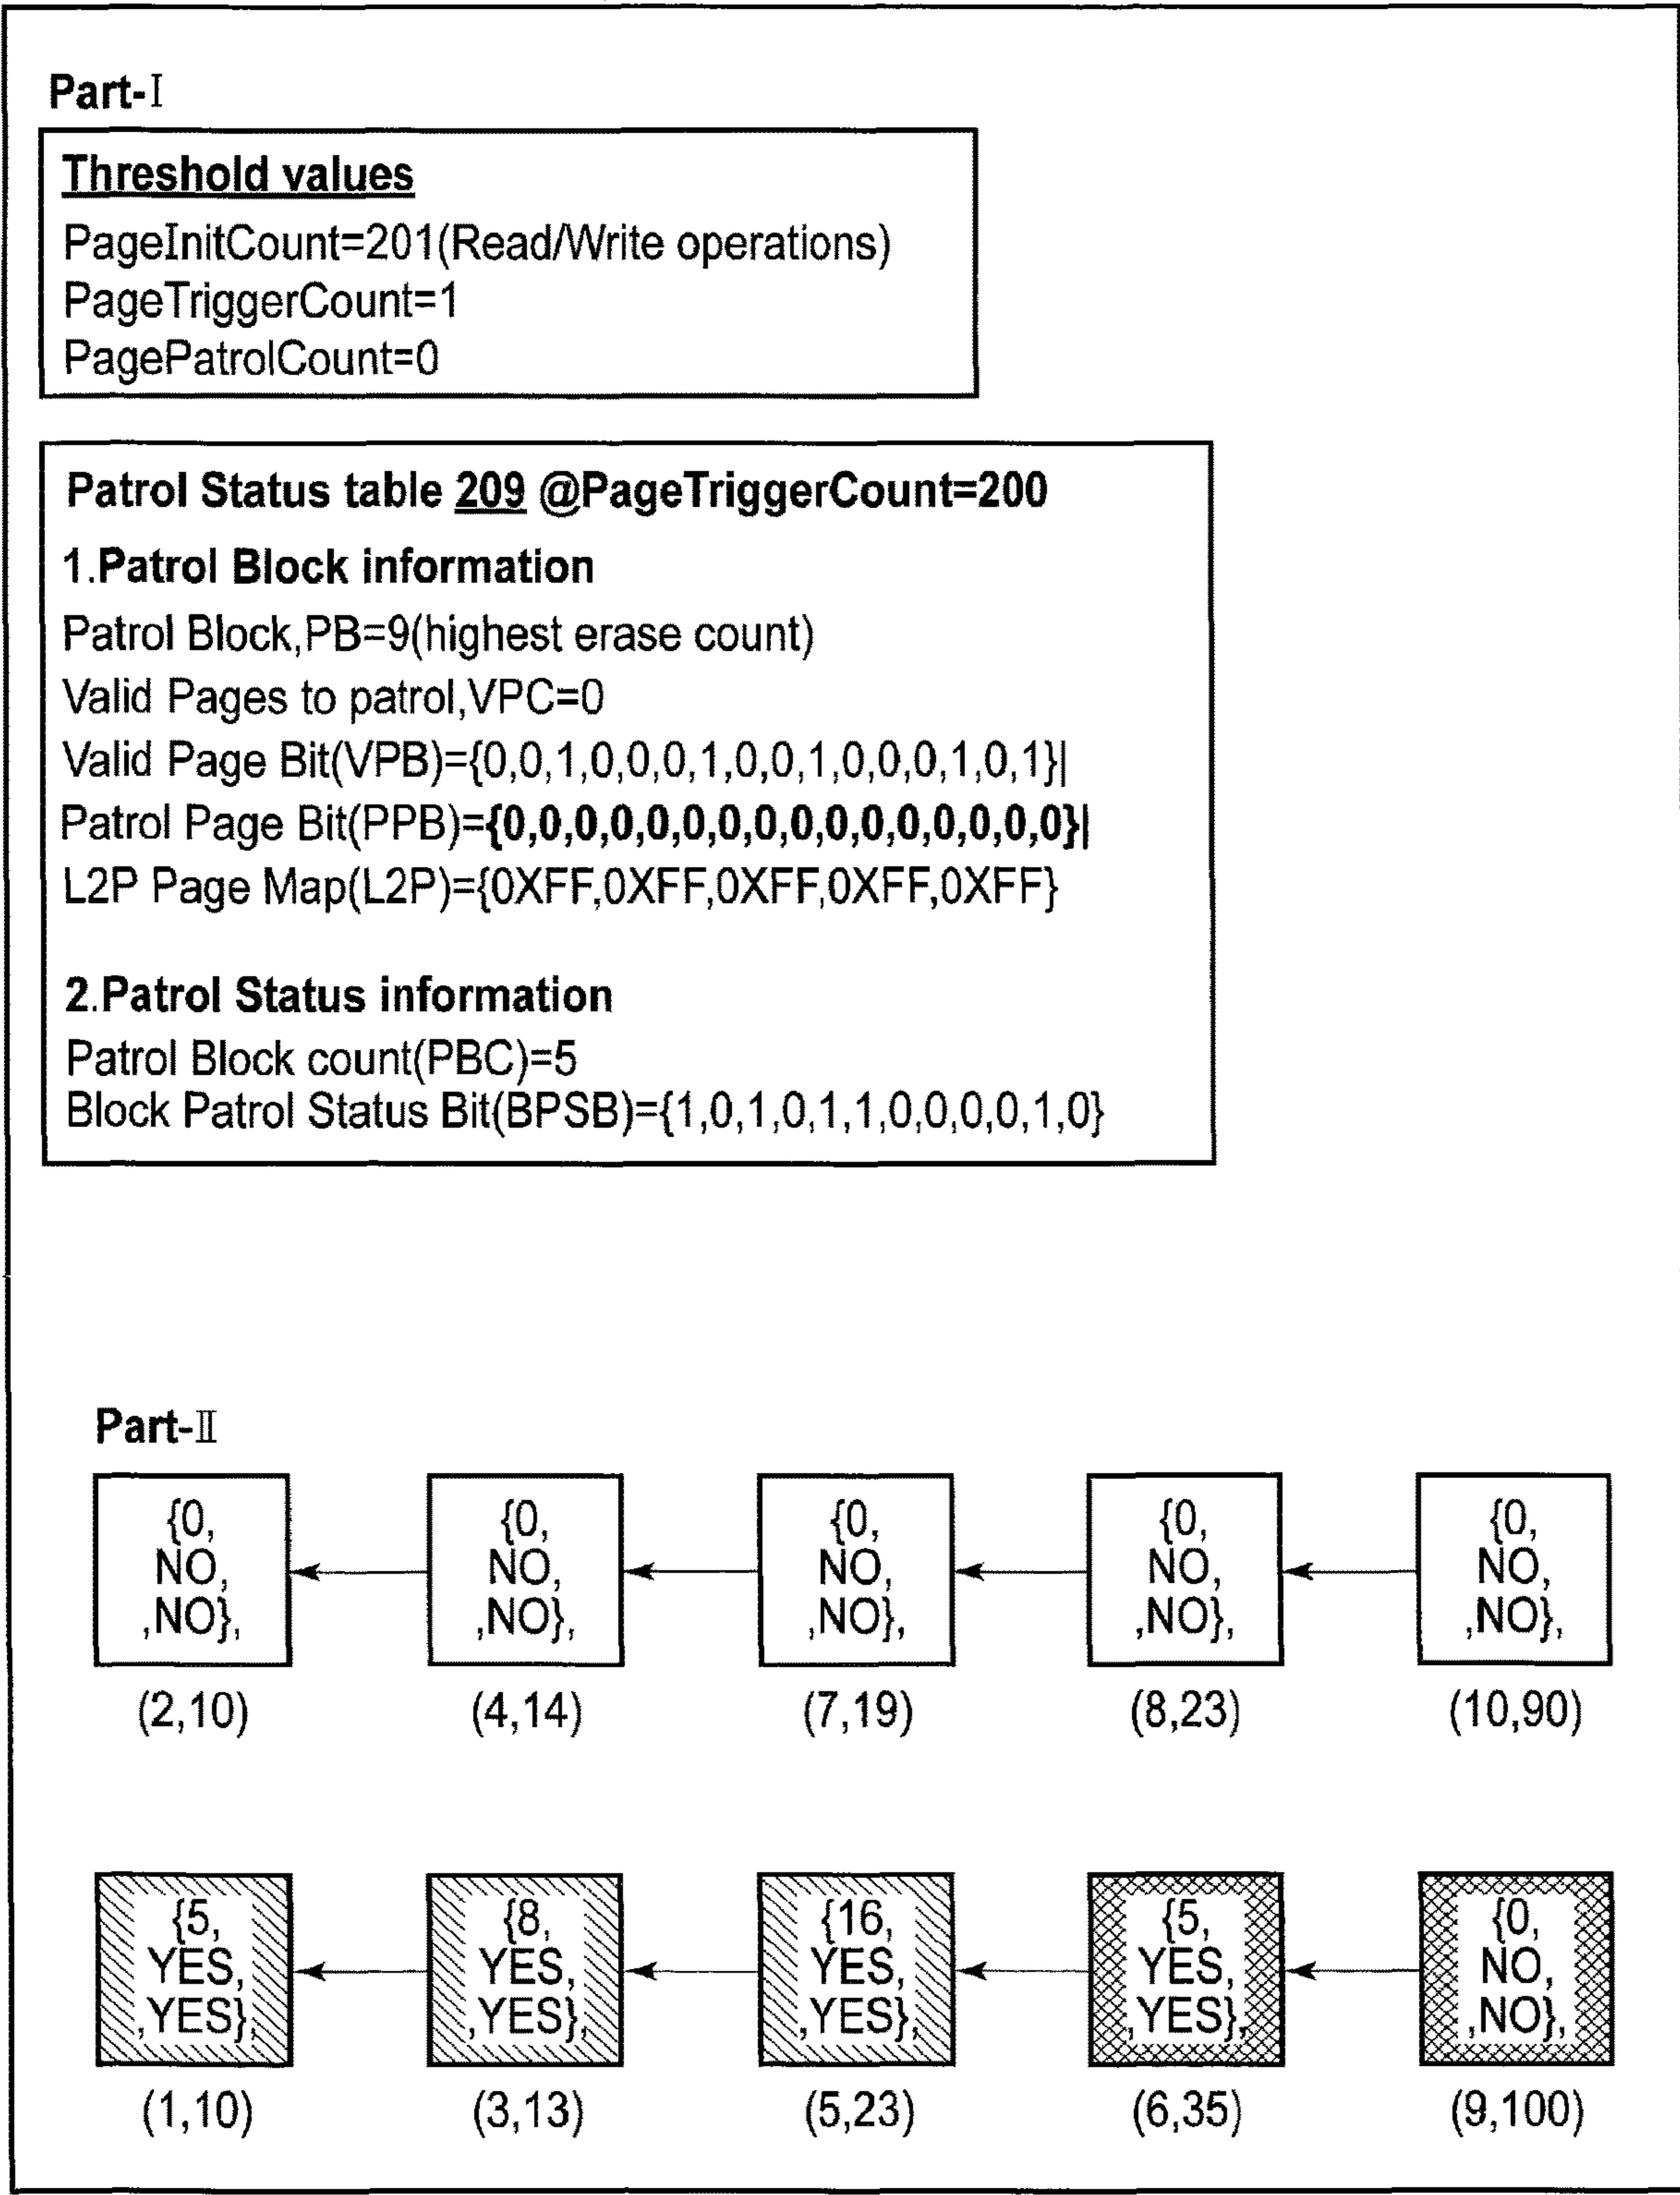 Part-Ⅰ
Threshold values
PageInitCount=201(Read/Write operations)
PageTriggerCount=1
PagePatrolCount=0
Patrol Status table 209 @PageTriggerCount=200
1.Patrol Block information
Patrol Block,PB=9(highest erase count)
Valid Pages to patrol,VPC=0
Valid Page Bit(VPB)={0,0,1,0,0,0,1,0,0,1,0,0,0,1,0,1}|
Patrol Page Bit(PPB)={0,0,0,0,0,0,0,0,0,0,0,0,0,0,0,0}|
L2P Page Map(L2P)={0XFF,0XFF,0XFF,0XFF,0XFF}
2.Patrol Status information
Patrol Block count(PBC)=5
Block Patrol Status Bit(BPSB)={1,0,1,0,1,1,0,0,0,0,1,0}
Part-Ⅱ
{0,
NO,
,NO},
(2,10)
{0,
NO,
,NO},
(4,14)
{0,
NO,
,NO},
(7,19)
{0,
NO,
,NO},
(8,23)
{0,
NO,
,NO},
(10,90)
{5,
YES,
,YES},
(1,10)
{8,
YES,
,YES},
(3,13)
{16,
YES,
,YES},
(5,23)
{5,
YES,
,YES},
(6,35)
{0,
NO,
,NO},
(9,100)